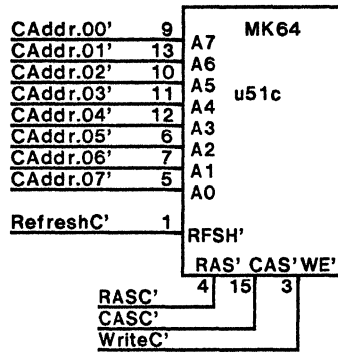 CAddr.00' 9 A7 MK64
CAddr.01' 13 A6
CAddr.02' 10 A5 u51c
CAddr.03' 11 A4
CAddr.04' 12 A3
CAddr.05' 6 A2
CAddr.06' 7 A1
CAddr.07' 5 A0
RefreshC' 1 RFSH'
RAS' CAS' WE'
4 15 3
RASC'
CASC'
WriteC'